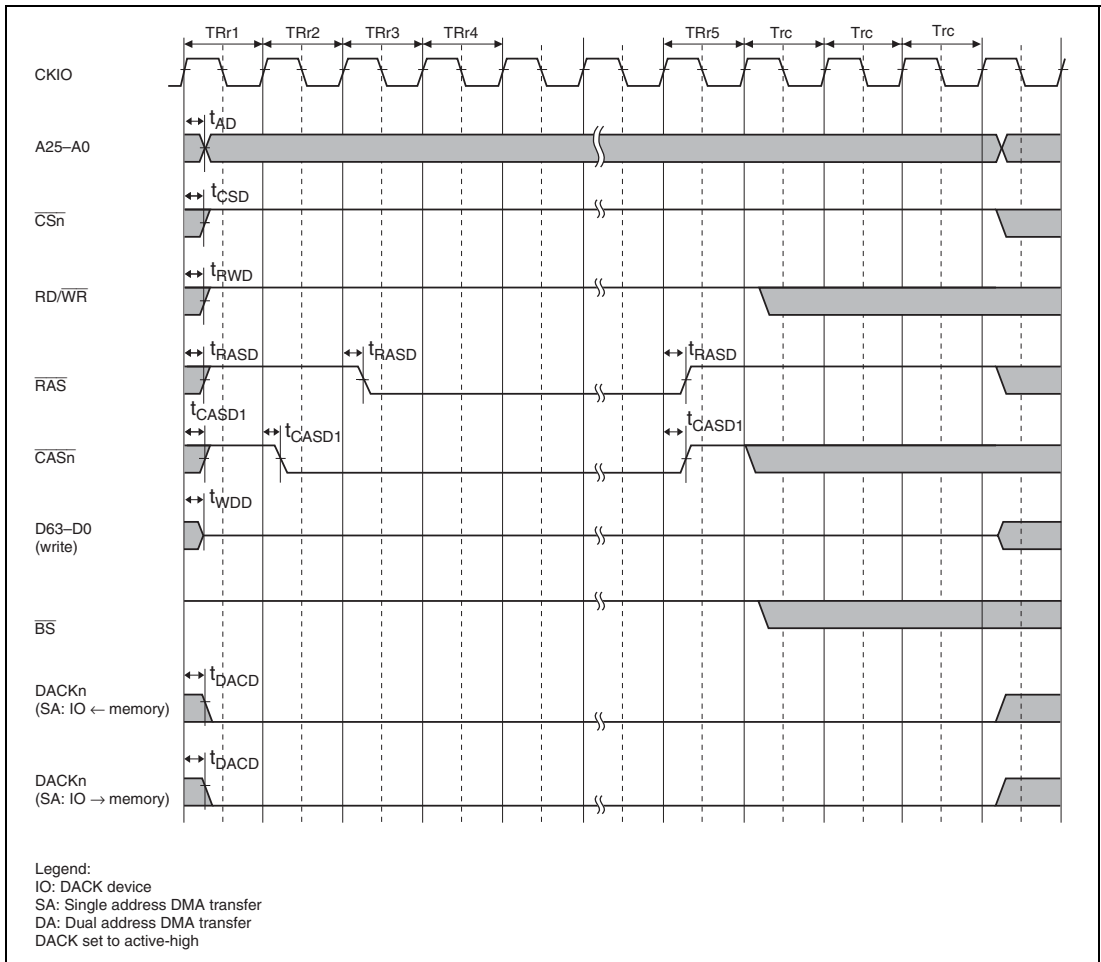 TRr1 TRr2 TRr3 TRr4 TRr5 Trc Trc Trc
CKIO
tAD
A25–A0
tCSD
CSn
tRWD
RD/WR
tRASD tRASD tRASD
RAS
tCASD1 tCASD1 tCASD1
CASn
tWDD
D63–D0
(write)
BS
tDACD
DACKn
(SA: IO ← memory)
tDACD
DACKn
(SA: IO → memory)
Legend:
IO: DACK device
SA: Single address DMA transfer
DA: Dual address DMA transfer
DACK set to active-high